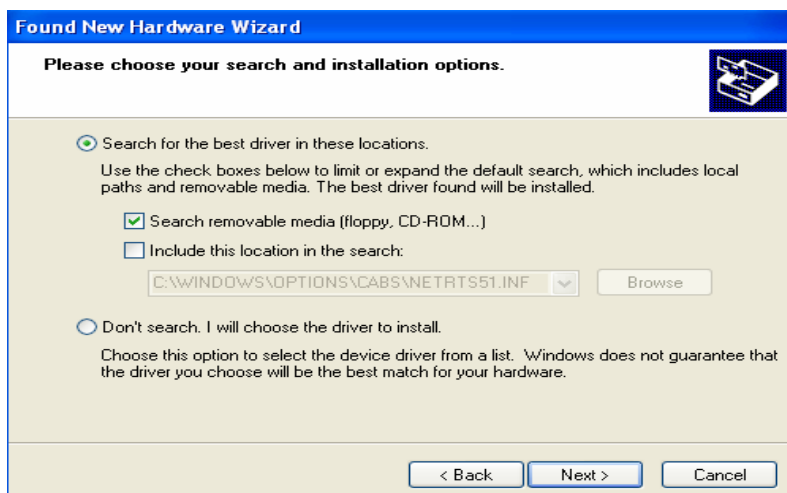 Found New Hardware Wizard
Please choose your search and installation options.
Search for the best driver in these locations.
Use the check boxes below to limit or expand the default search, which includes local
paths and removable media. The best driver found will be installed.
Search removable media (floppy, CD-ROM...)
Include this location in the search:
C:\WINDOWS\OPTIONS\CABS\NETRTS51.INF
Browse
Don't search. I will choose the driver to install.
Choose this option to select the device driver from a list. Windows does not guarantee that
the driver you choose will be the best match for your hardware.
< Back
Next >
Cancel